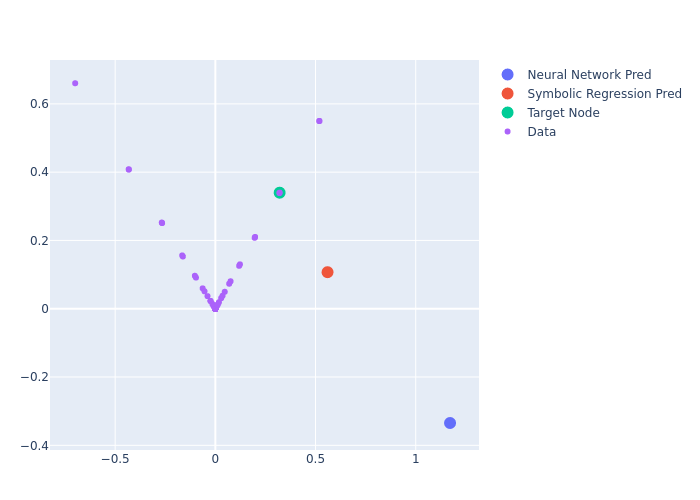 Neural Network Pred
Symbolic Regression Pred
Target Node
Data
0.6
0.4
0.2
0
−0.2
−0.4
−0.5
0
0.5
1